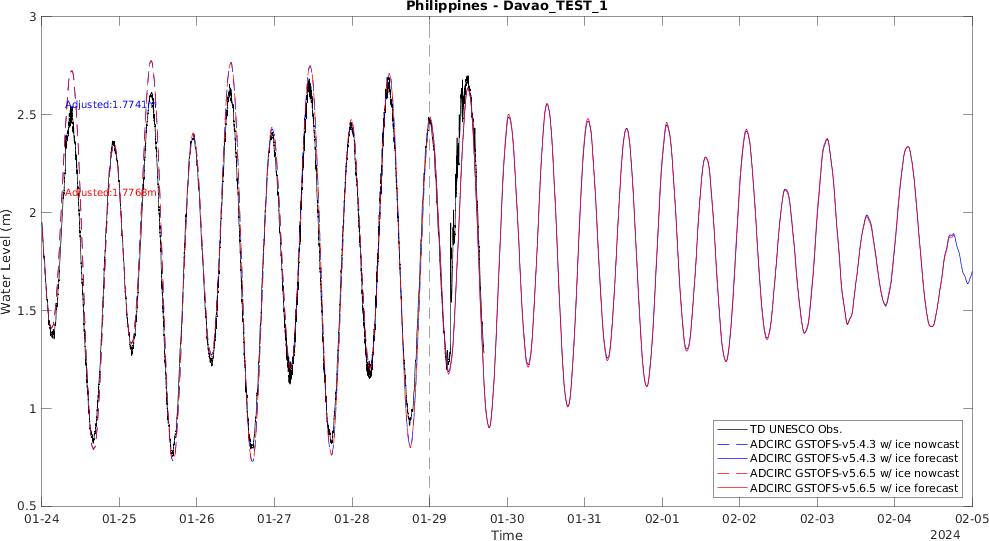 Philippines - Davao_TEST_1
Water Level (m)
3
2.5
2
1.5
1
0.5
Adjusted:1.7741m
Adjusted:1.7768m
TD UNESCO Obs.
ADCIRC GSTOFS-v5.4.3 w/ ice nowcast
ADCIRC GSTOFS-v5.4.3 w/ ice forecast
ADCIRC GSTOFS-v5.6.5 w/ ice nowcast
ADCIRC GSTOFS-v5.6.5 w/ ice forecast
01-24 01-25 01-26 01-27 01-28 01-29 01-30 01-31 02-01 02-02 02-03 02-04 02-05
Time
2024